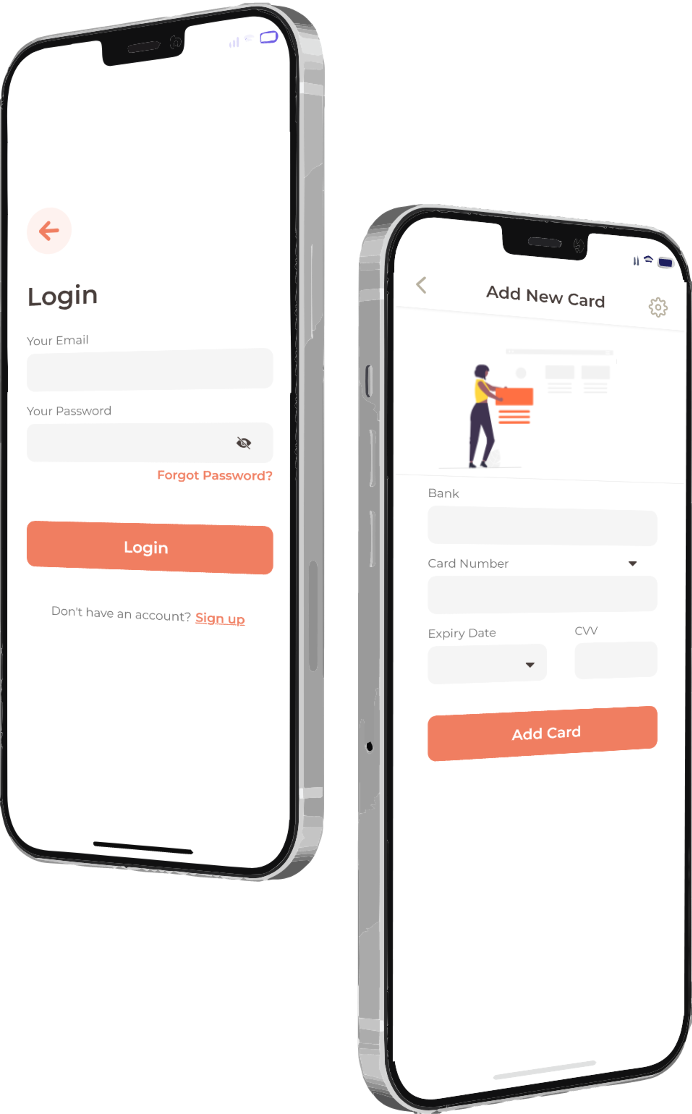 Login
Your Email
Your Password
Forgot Password?
Login
Don't have an account? Sign up
Add New Card
Bank
Card Number
Expiry Date
CVV
Add Card